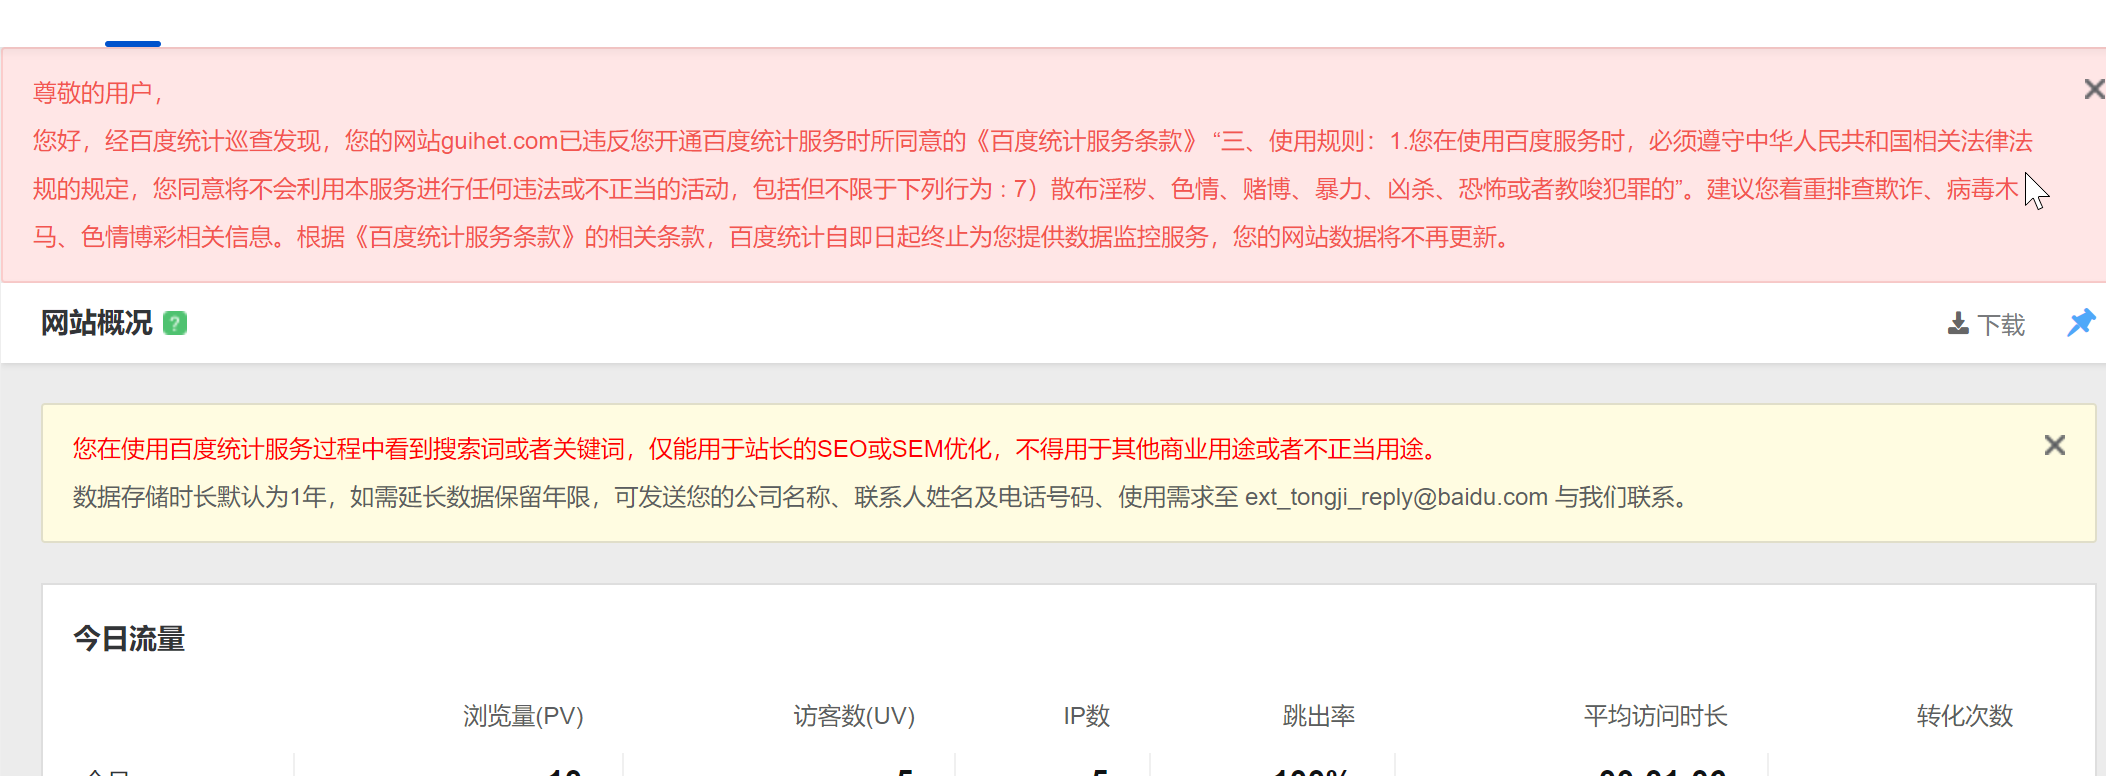 尊敬的用户，
您好，经百度统计巡查发现，您的网站guihet.com已违反您开通百度统计服务时所同意的《百度统计服务条款》 “三、使用规则：1.您在使用百度服务时，必须遵守中华人民共和国相关法律法
规的规定，您同意将不会利用本服务进行任何违法或不正当的活动，包括但不限于下列行为 : 7）散布淫秽、色情、赌博、暴力、凶杀、恐怖或者教唆犯罪的”。建议您着重排查欺诈、病毒木
马、色情博彩相关信息。根据《百度统计服务条款》的相关条款，百度统计自即日起终止为您提供数据监控服务，您的网站数据将不再更新。
网站概况 ?
下载
您在使用百度统计服务过程中看到搜索词或者关键词，仅能用于站长的SEO或SEM优化，不得用于其他商业用途或者不正当用途。
数据存储时长默认为1年，如需延长数据保留年限，可发送您的公司名称、联系人姓名及电话号码、使用需求至 ext_tongji_reply@baidu.com 与我们联系。
今日流量
浏览量(PV) 访客数(UV) IP数 跳出率 平均访问时长 转化次数